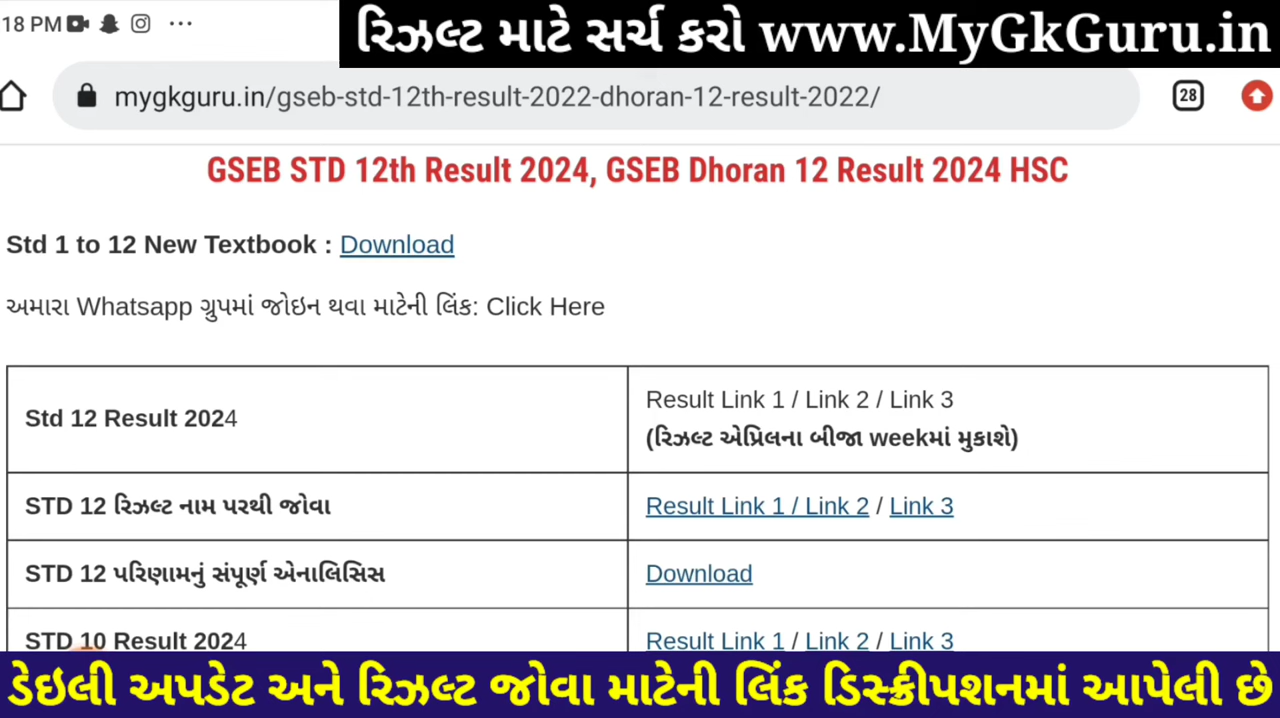 18 PM
રિઝલ્ટ માટે સર્ચ કરો www.MyGkGuru.in
mygkguru.in/gseb-std-12th-result-2022-dhoran-12-result-2022/
28
GSEB STD 12th Result 2024, GSEB Dhoran 12 Result 2024 HSC
Std 1 to 12 New Textbook : Download
અમારા Whatsapp ગ્રુપમાં જોઇન થવા માટેની લિંક: Click Here
Std 12 Result 2024
Result Link 1 / Link 2 / Link 3
(રિઝલ્ટ એપ્રિલના બીજા weekમાં મુકાશે)
STD 12 રિઝલ્ટ નામ પરથી જોવા
Result Link 1 / Link 2 / Link 3
STD 12 પરિણામનું સંપૂર્ણ એનાલિસિસ
Download
STD 10 Result 2024
Result Link 1 / Link 2 / Link 3
ડેઇલી અપડેટ અને રિઝલ્ટ જોવા માટેની લિંક ડિસ્ક્રીપશનમાં આપેલી છે